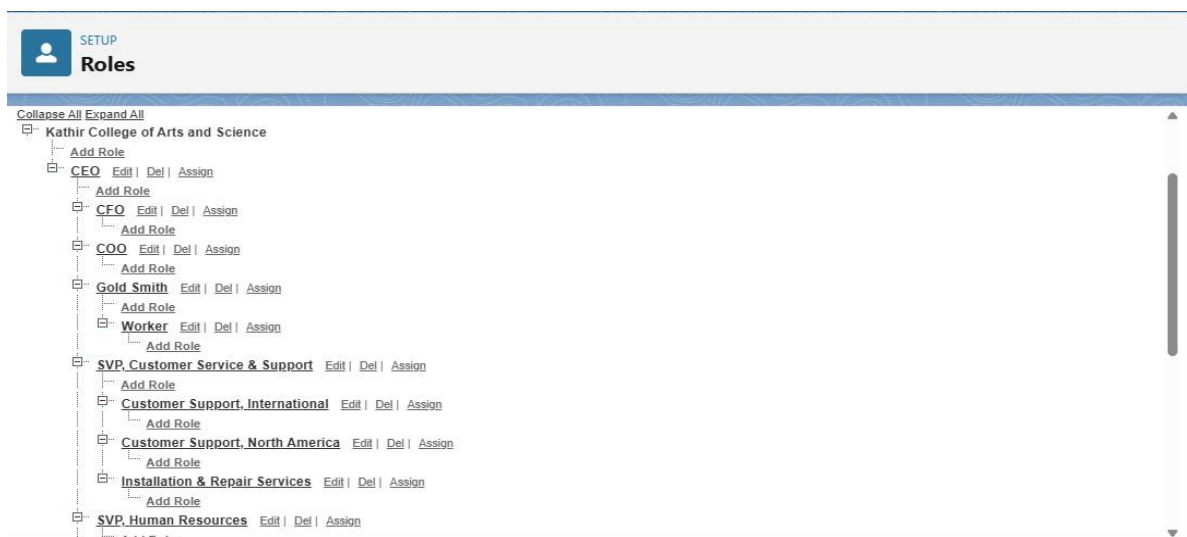 SETUP
Roles
Collapse All Expand All
Kathir College of Arts and Science
Add Role
CEO Edit | Del | Assign
Add Role
CFO Edit | Del | Assign
Add Role
COO Edit | Del | Assign
Add Role
Gold Smith Edit | Del | Assign
Add Role
Worker Edit | Del | Assign
Add Role
SVP, Customer Service & Support Edit | Del | Assign
Add Role
Customer Support, International Edit | Del | Assign
Add Role
Customer Support, North America Edit | Del | Assign
Add Role
Installation & Repair Services Edit | Del | Assign
Add Role
SVP, Human Resources Edit | Del | Assign